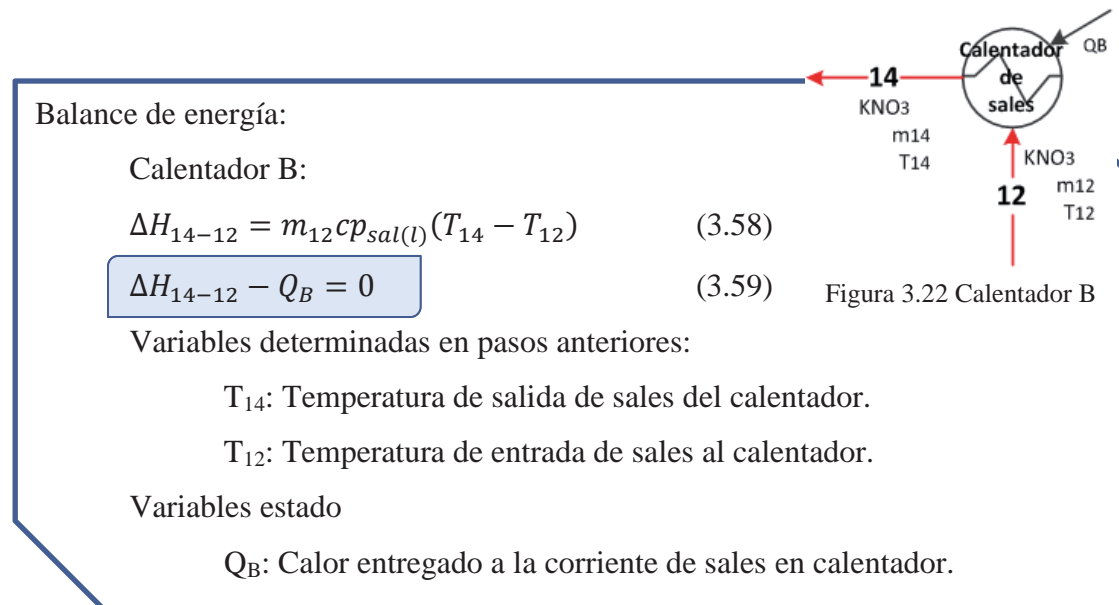 Calentador
de
sales
QB
14
KNO3
m14
T14
KNO3
12
m12
T12
Figura 3.22 Calentador B
Balance de energía:
Calentador B:
𝛥𝐻₁₄₋₁₂ = 𝑚₁₂𝑐𝑝ₛₐₗ₍ₗ₎(𝑇₁₄ − 𝑇₁₂) (3.58)
𝛥𝐻₁₄₋₁₂ − 𝑄_𝐵 = 0 (3.59)
Variables determinadas en pasos anteriores:
T₁₄: Temperatura de salida de sales del calentador.
T₁₂: Temperatura de entrada de sales al calentador.
Variables estado
Q_B: Calor entregado a la corriente de sales en calentador.